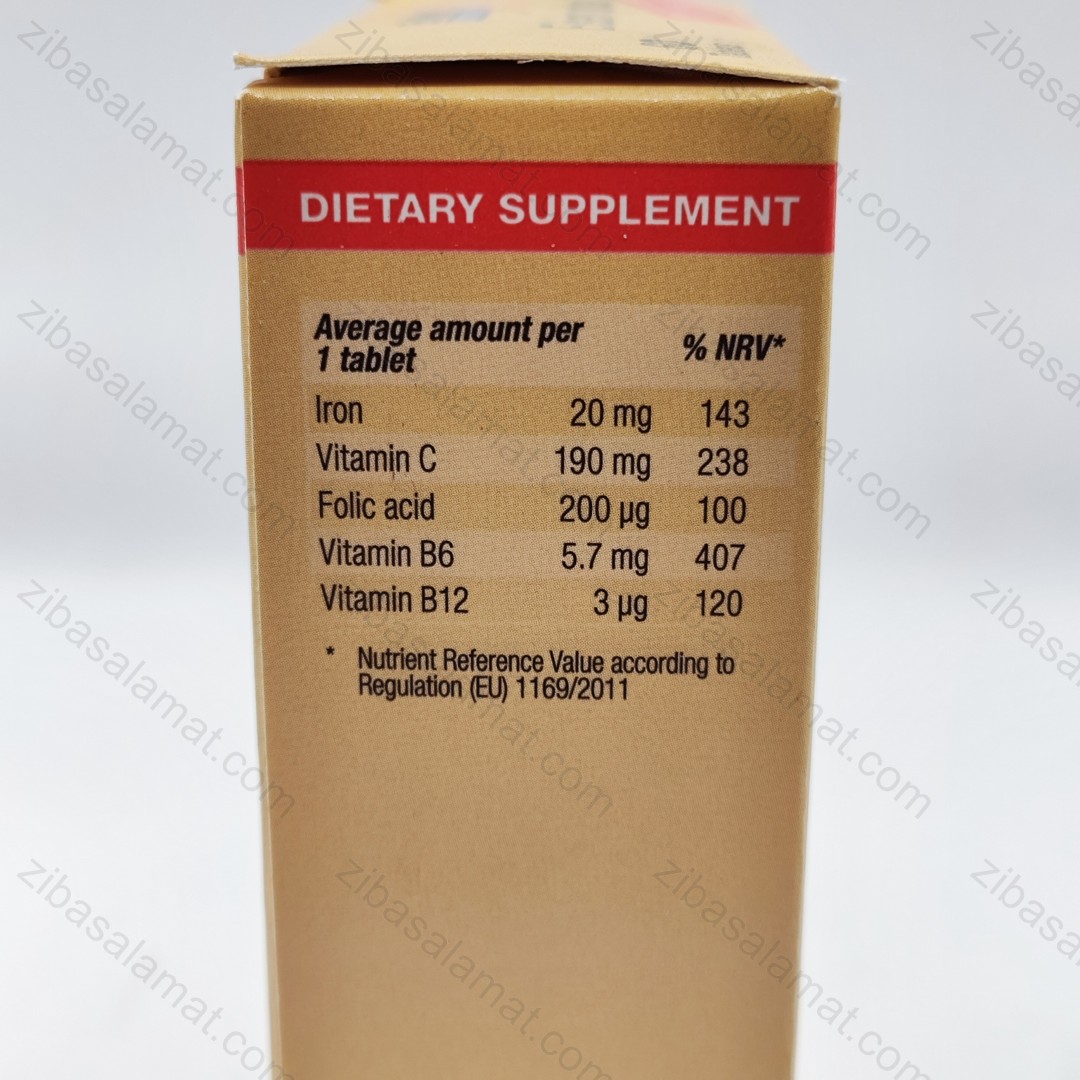 DIETARY SUPPLEMENT
Average amount per
1 tablet
% NRV*
Iron 20 mg 143
Vitamin C 190 mg 238
Folic acid 200 µg 100
Vitamin B6 5.7 mg 407
Vitamin B12 3 µg 120
* Nutrient Reference Value according to
Regulation (EU) 1169/2011
zibasalamat.com